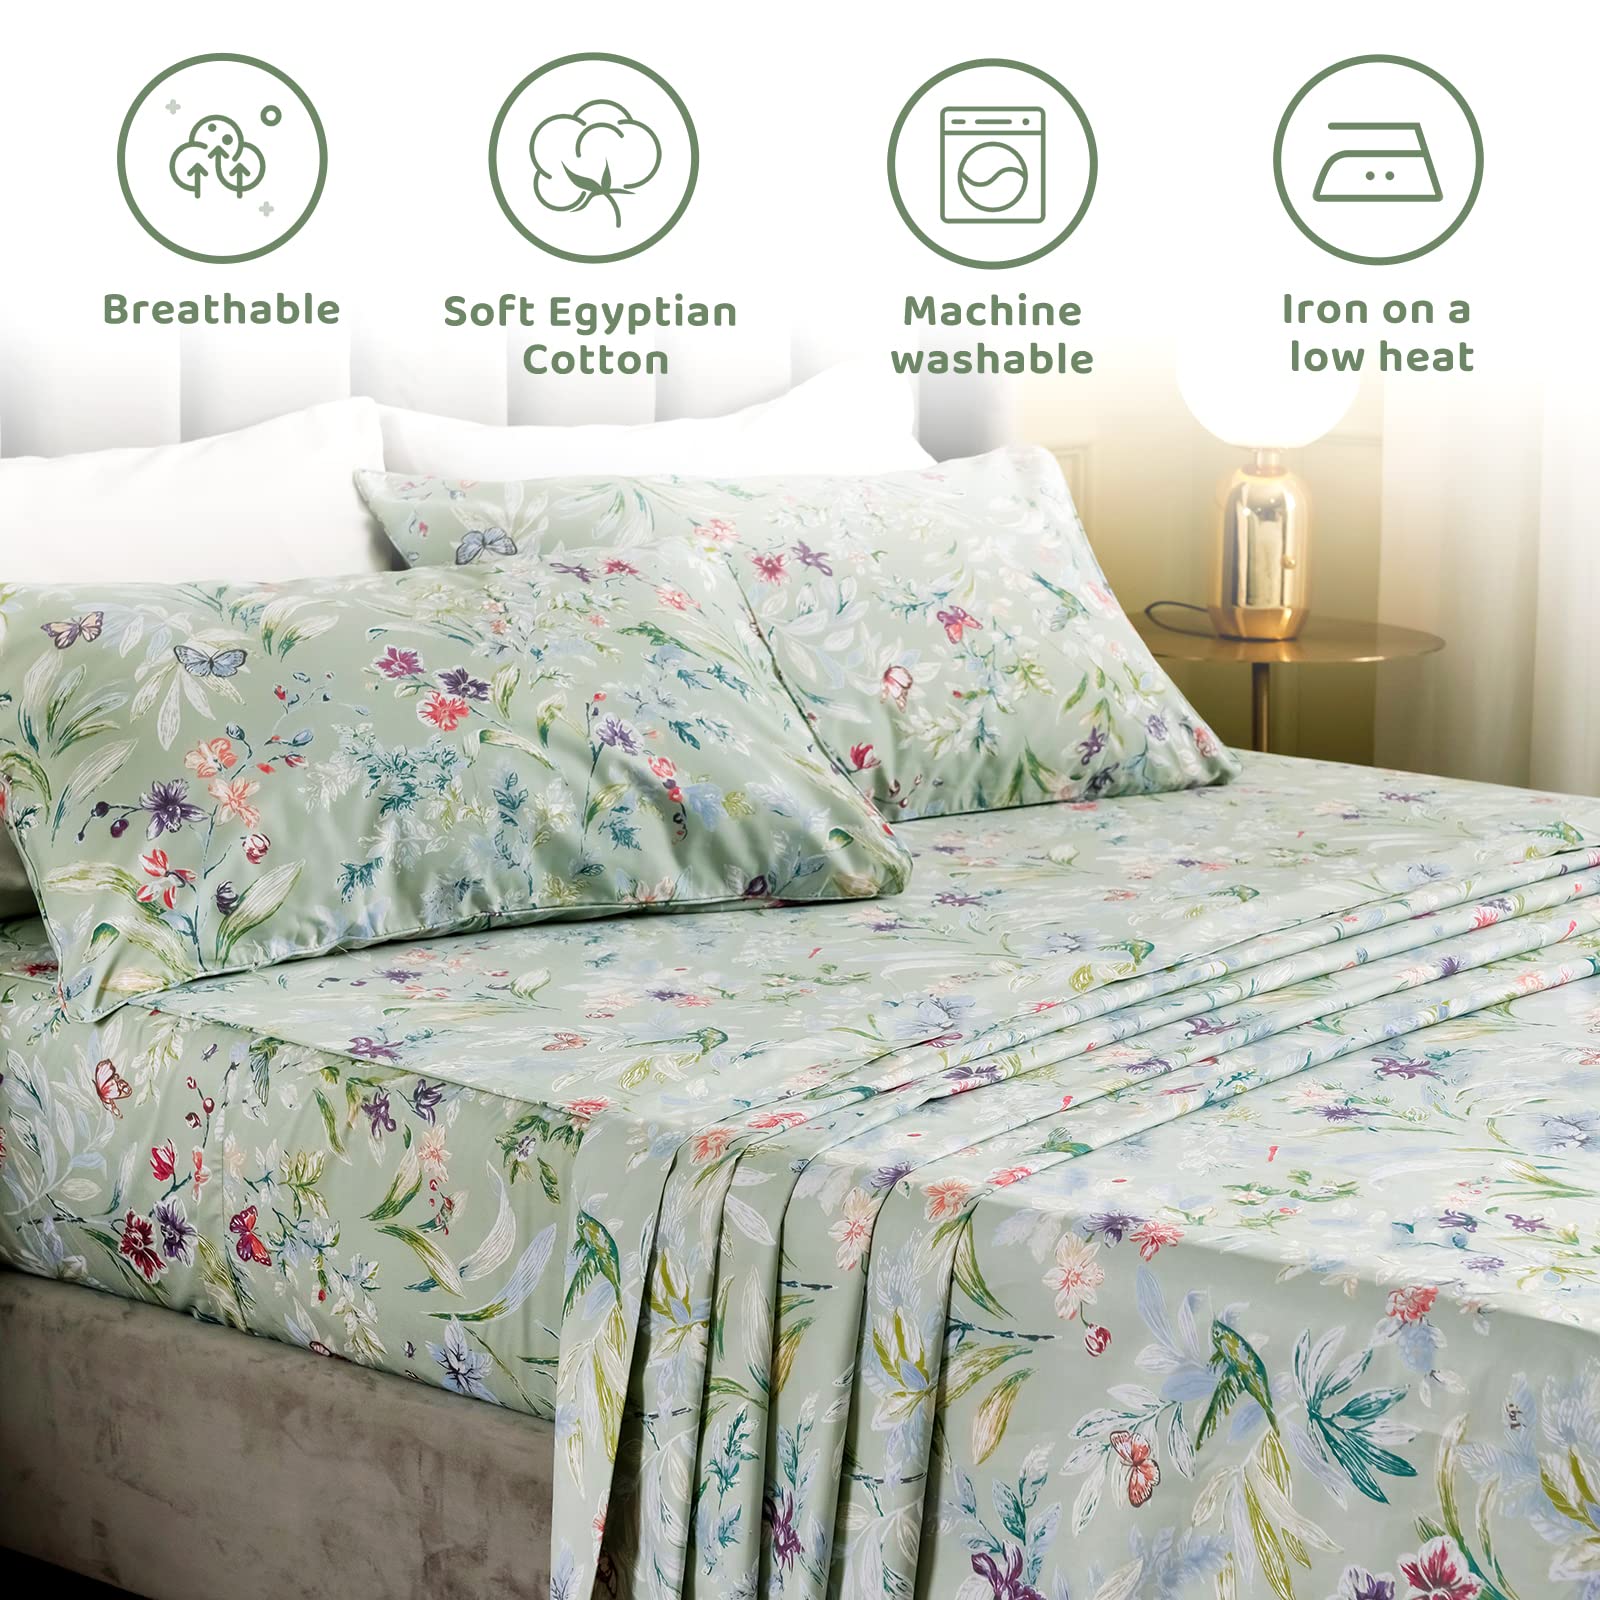 Breathable
Soft Egyptian
Cotton
Machine
washable
Iron on a
low heat